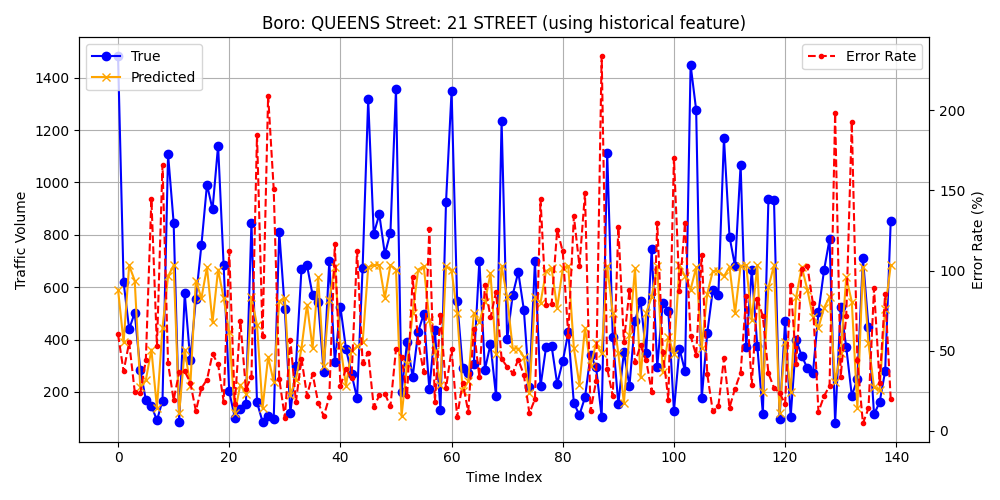 Boro: QUEENS Street: 21 STREET (using historical feature)
True
Predicted
Error Rate
1400
1200
1000
800
600
400
200
Traffic Volume
200
150
100
50
0
Error Rate (%)
0
20
40
60
80
100
120
140
Time Index